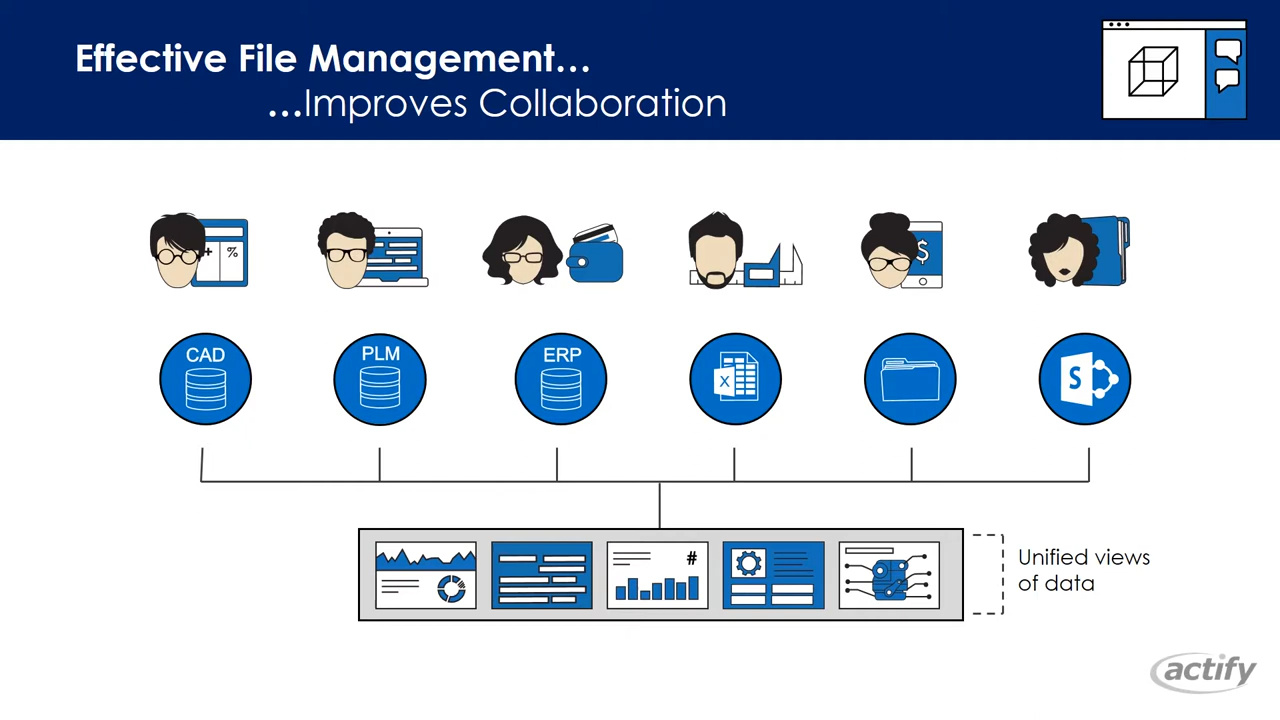 Effective File Management…
…Improves Collaboration
+ %
$
CAD
PLM
ERP
X
S
#
Unified views
of data
actify